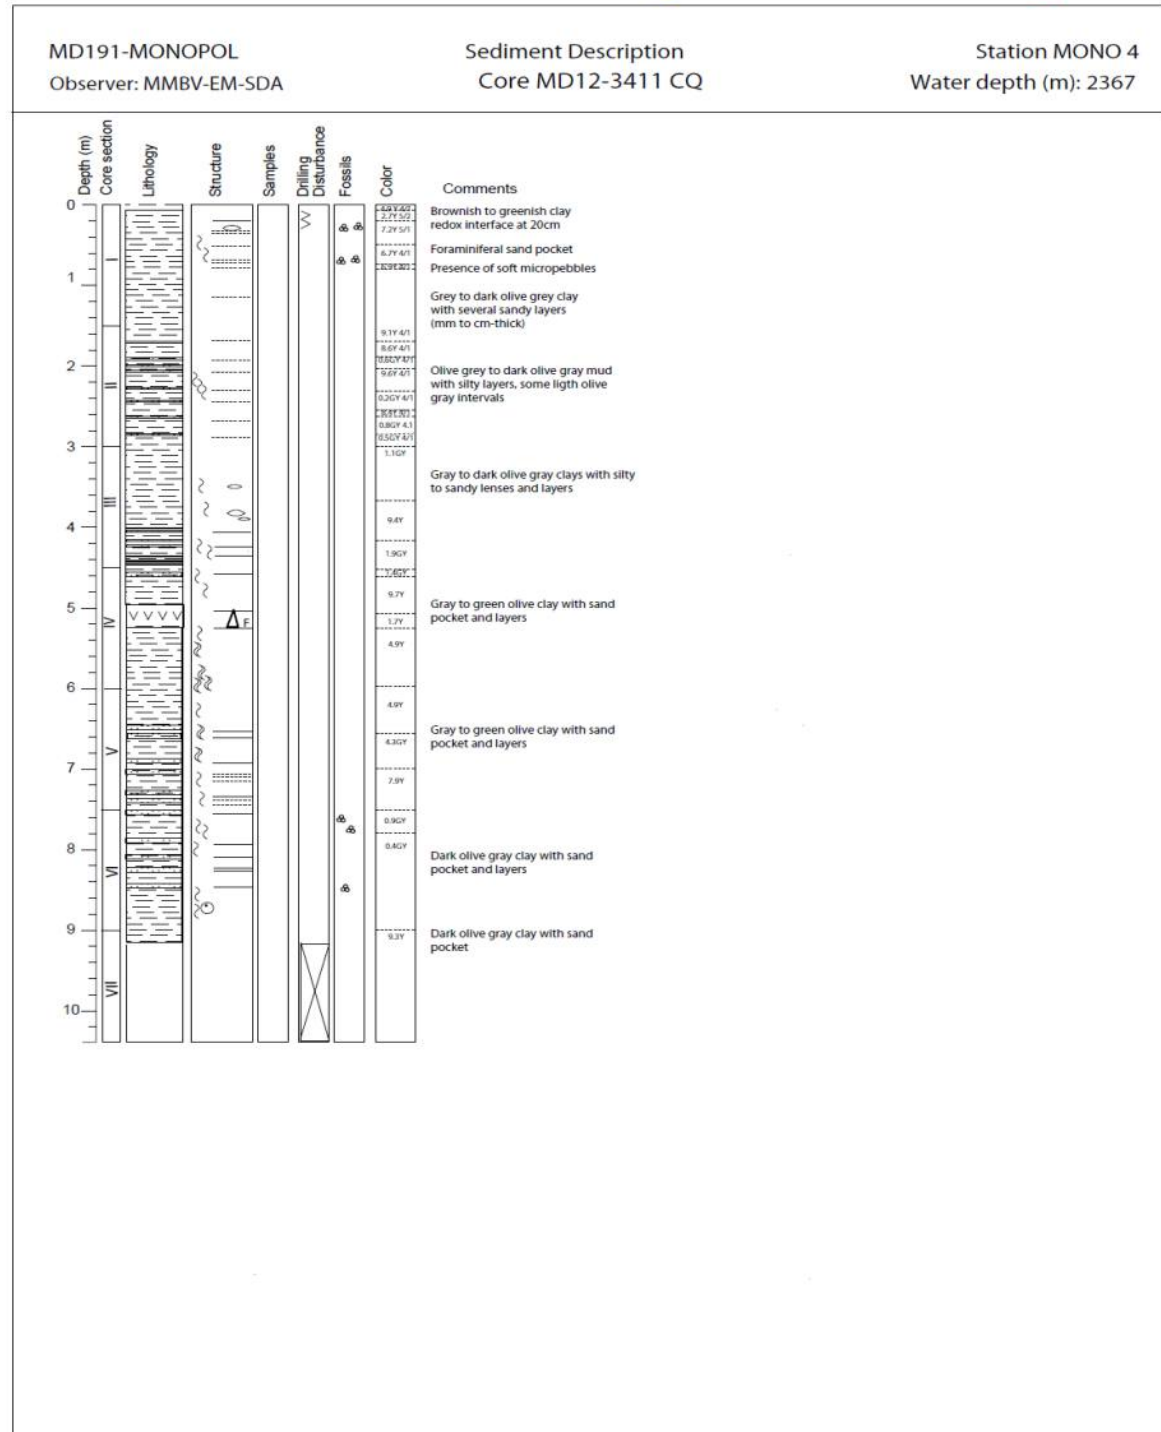 MD191-MONOPOL
Observer: MMBV-EM-SDA
Sediment Description
Core MD12-3411 CQ
Station MONO 4
Water depth (m): 2367
Depth (m)
Core section
Lithology
Structure
Samples
Drilling
Disturbance
Fossils
Color
Comments
0
1
2
3
4
5
6
7
8
9
10
I
II
III
IV
V
VI
VII
F
2.7Y 5/2
7.2Y 5/1
6.7Y 4/1
9.1Y 4/1
8.6Y 4/1
0.6GY 4/1
9.6Y 4/1
0.2GY 4/1
0.8GY 4.1
0.5GY 4/1
1.1GY
9.4Y
1.9GY
1.4GY
9.7Y
1.7Y
4.9Y
4.9Y
4.3GY
7.9Y
0.9GY
0.4GY
9.3Y
Brownish to greenish clay
redox interface at 20cm
Foraminiferal sand pocket
Presence of soft micropebbles
Grey to dark olive grey clay
with several sandy layers
(mm to cm-thick)
Olive grey to dark olive gray mud
with silty layers, some ligth olive
gray intervals
Gray to dark olive gray clays with silty
to sandy lenses and layers
Gray to green olive clay with sand
pocket and layers
Gray to green olive clay with sand
pocket and layers
Dark olive gray clay with sand
pocket and layers
Dark olive gray clay with sand
pocket